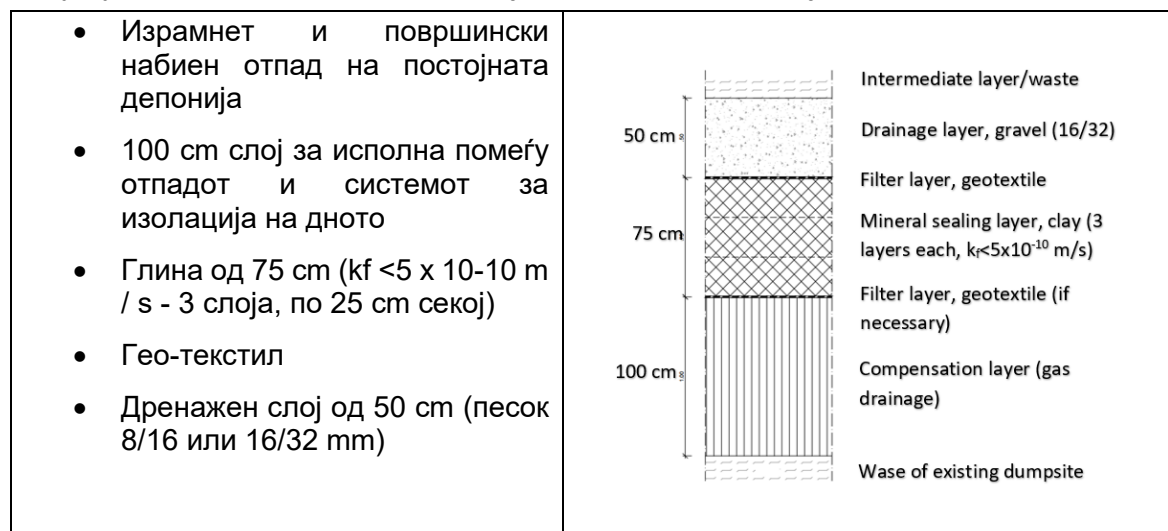 • Израмнет и површински
набиен отпад на постојната
депонија
• 100 cm слој за исполна помеѓу
отпадот и системот за
изолација на дното
• Глина од 75 cm (kf <5 x 10-10 m
/ s - 3 слоја, по 25 cm секој)
• Гео-текстил
• Дренажен слој од 50 cm (песок
8/16 или 16/32 mm)
Intermediate layer/waste
50 cm
Drainage layer, gravel (16/32)
Filter layer, geotextile
75 cm
Mineral sealing layer, clay (3
layers each, kf<5x10⁻¹⁰ m/s)
Filter layer, geotextile (if
necessary)
100 cm
Compensation layer (gas
drainage)
Wase of existing dumpsite